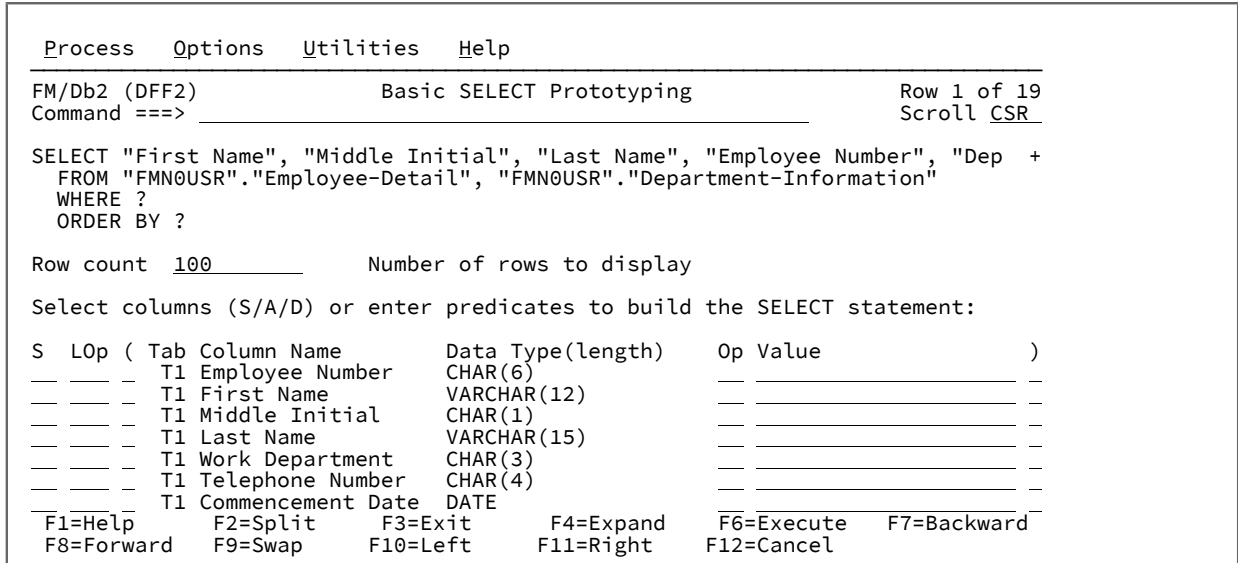 Process   Options   Utilities   Help
FM/Db2 (DFF2)              Basic SELECT Prototyping                Row 1 of 19
Command ===>                                                       Scroll CSR
SELECT "First Name", "Middle Initial", "Last Name", "Employee Number", "Dep  +
  FROM "FMN0USR"."Employee-Detail", "FMN0USR"."Department-Information"
  WHERE ?
  ORDER BY ?
Row count  100            Number of rows to display
Select columns (S/A/D) or enter predicates to build the SELECT statement:
S  LOp ( Tab Column Name        Data Type(length)    Op Value                )
T1 Employee Number    CHAR(6)
T1 First Name         VARCHAR(12)
T1 Middle Initial     CHAR(1)
T1 Last Name          VARCHAR(15)
T1 Work Department    CHAR(3)
T1 Telephone Number   CHAR(4)
T1 Commencement Date  DATE
F1=Help      F2=Split     F3=Exit      F4=Expand    F6=Execute   F7=Backward
F8=Forward   F9=Swap     F10=Left     F11=Right    F12=Cancel